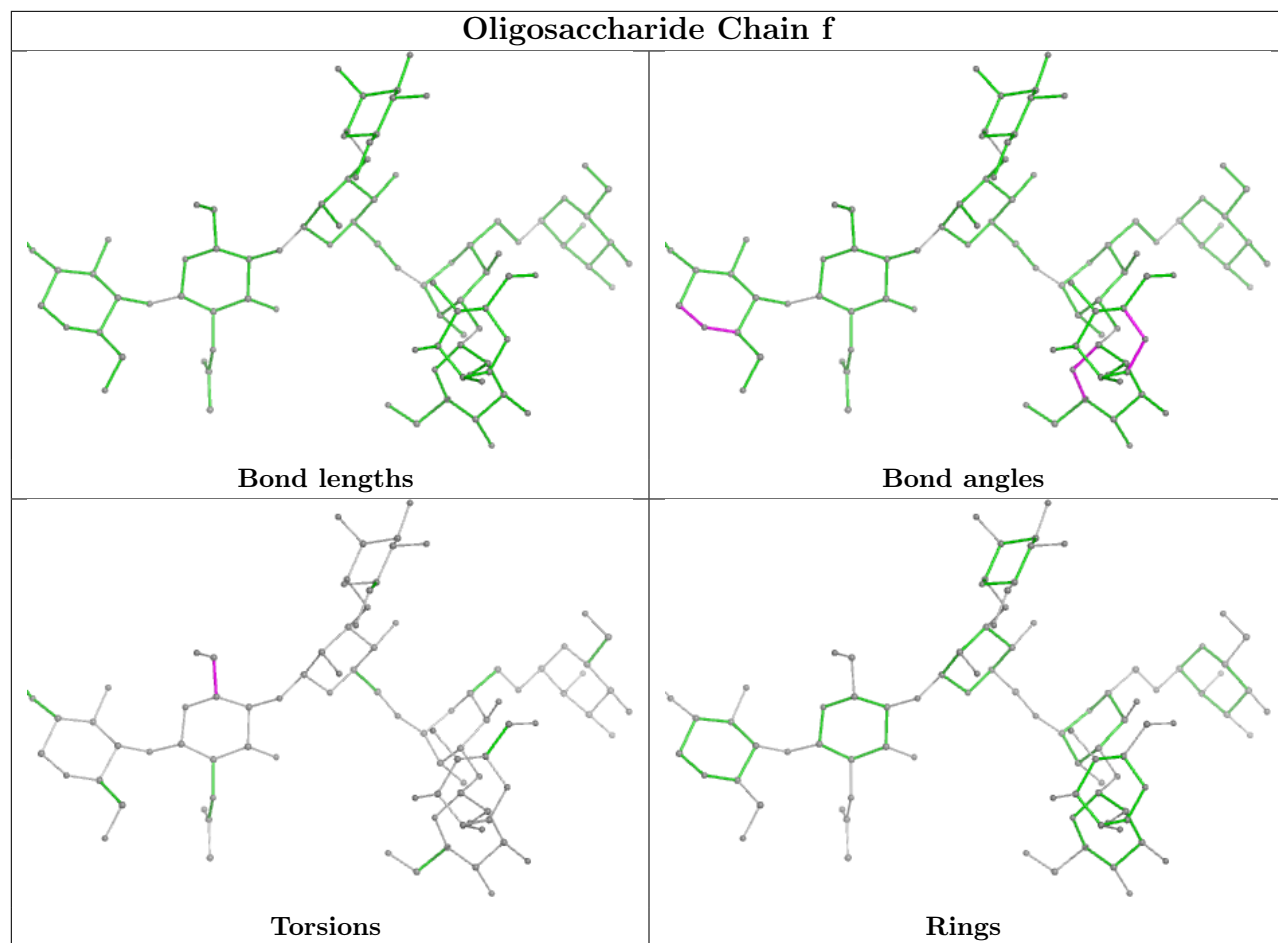 Oligosaccharide Chain f
Bond lengths
Bond angles
Torsions
Rings